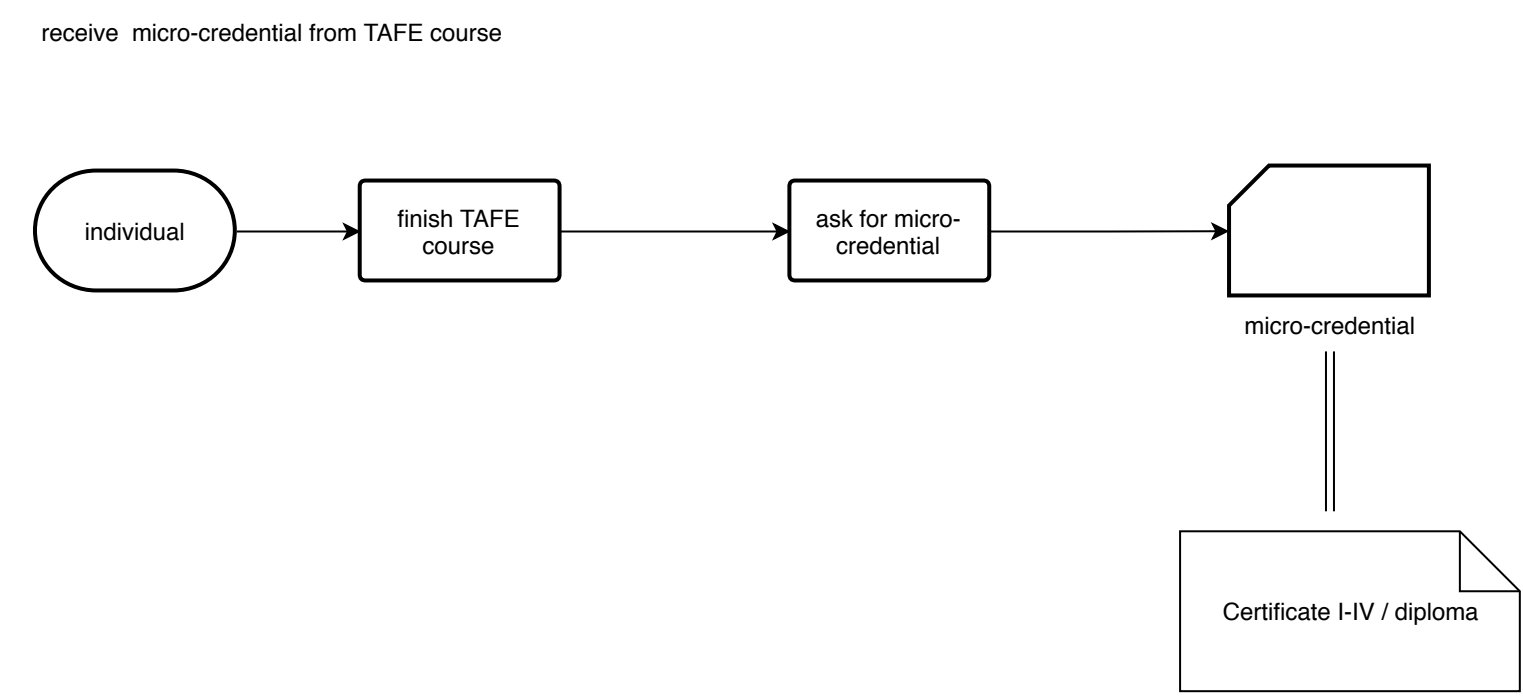 receive  micro-credential from TAFE course
individual
finish TAFE
course
ask for micro-
credential
micro-credential
Certificate I-IV / diploma